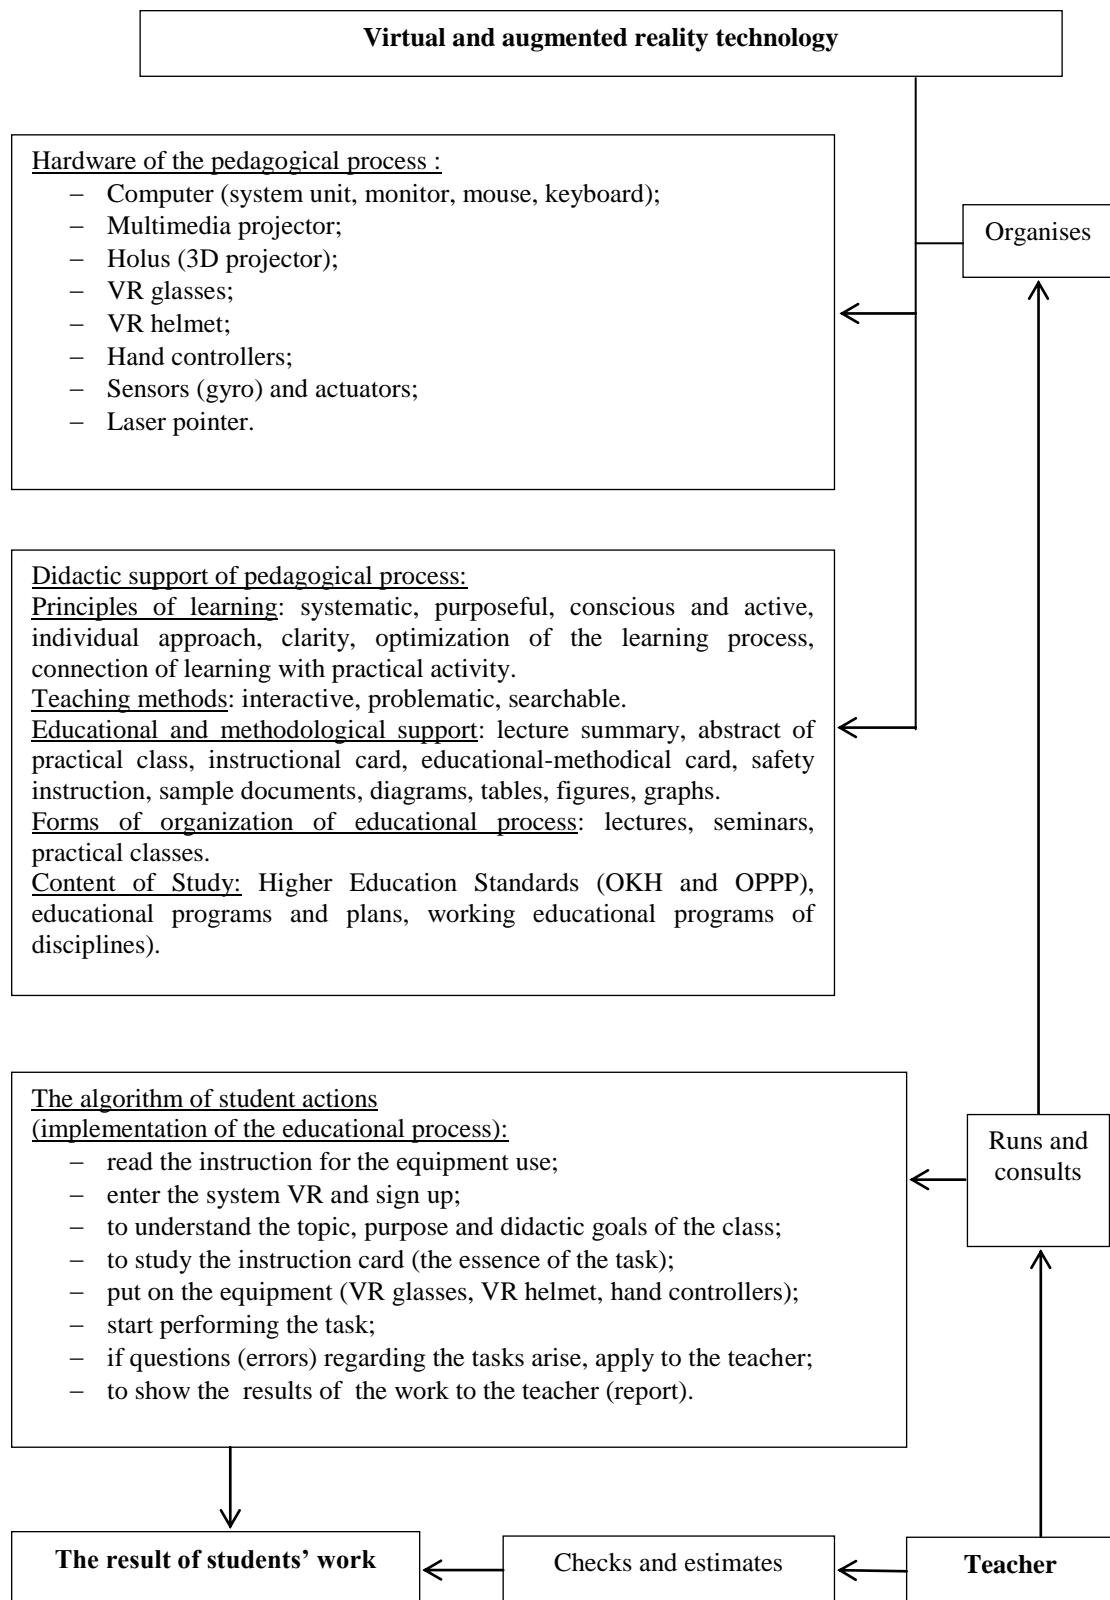 Virtual and augmented reality technology
Hardware of the pedagogical process :
– Computer (system unit, monitor, mouse, keyboard);
– Multimedia projector;
– Holus (3D projector);
– VR glasses;
– VR helmet;
– Hand controllers;
– Sensors (gyro) and actuators;
– Laser pointer.
Organises
Didactic support of pedagogical process:
Principles of learning: systematic, purposeful, conscious and active,
individual approach, clarity, optimization of the learning process,
connection of learning with practical activity.
Teaching methods: interactive, problematic, searchable.
Educational and methodological support: lecture summary, abstract of
practical class, instructional card, educational-methodical card, safety
instruction, sample documents, diagrams, tables, figures, graphs.
Forms of organization of educational process: lectures, seminars,
practical classes.
Content of Study: Higher Education Standards (OKH and OPPP),
educational programs and plans, working educational programs of
disciplines).
The algorithm of student actions
(implementation of the educational process):
– read the instruction for the equipment use;
– enter the system VR and sign up;
– to understand the topic, purpose and didactic goals of the class;
– to study the instruction card (the essence of the task);
– put on the equipment (VR glasses, VR helmet, hand controllers);
– start performing the task;
– if questions (errors) regarding the tasks arise, apply to the teacher;
– to show the results of the work to the teacher (report).
Runs and
consults
The result of students’ work
Checks and estimates
Teacher